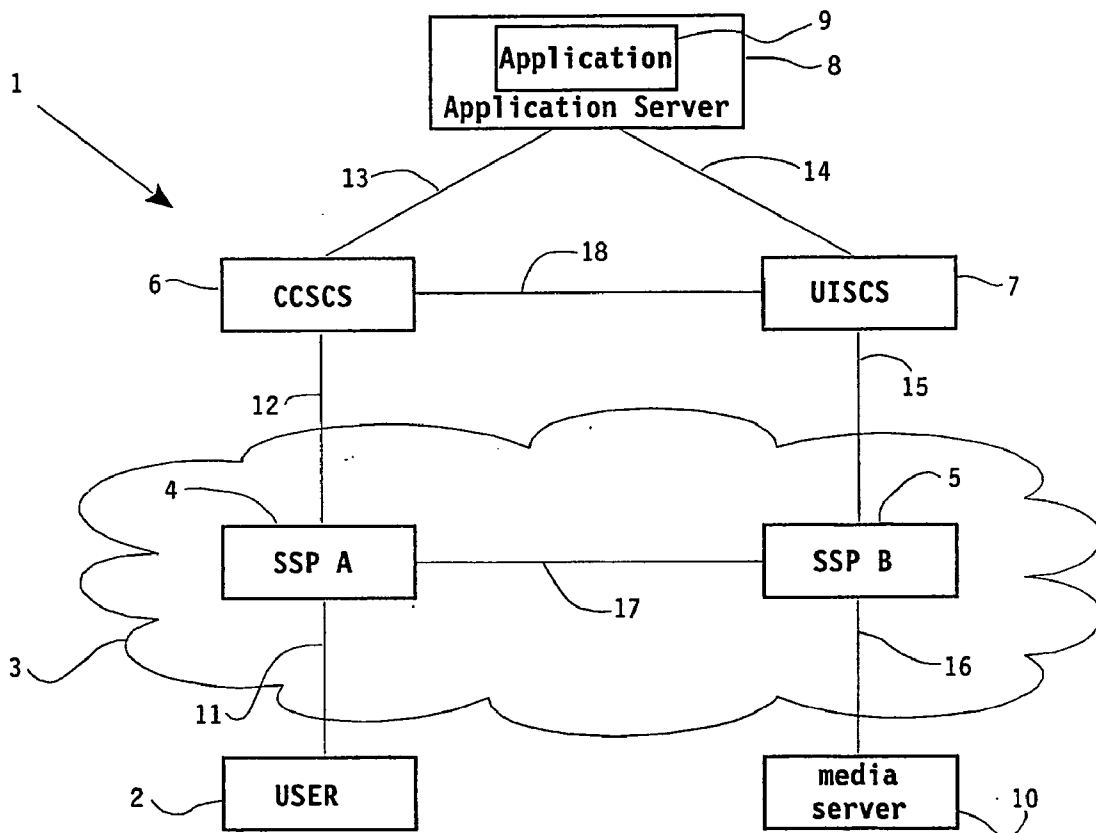 9
Application
8
1
Application Server
13
14
18
6
CCSCS
UISCS
7
12
15
4
5
SSP A
SSP B
17
3
11
16
2
USER
media
server
10